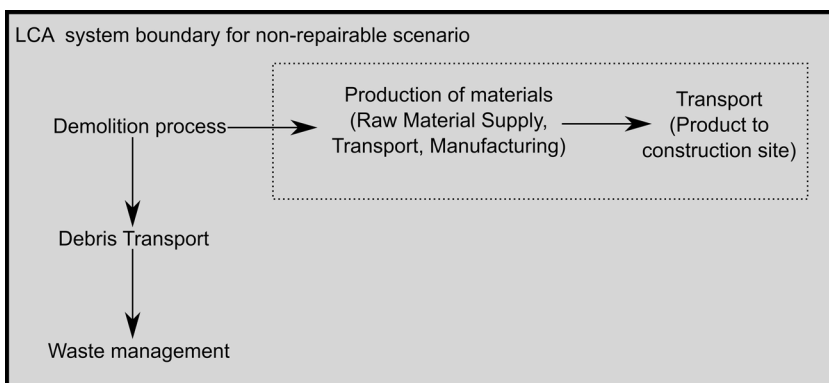 LCA system boundary for non-repairable scenario
Demolition process
Production of materials
(Raw Material Supply,
Transport, Manufacturing)
Transport
(Product to
construction site)
Debris Transport
Waste management